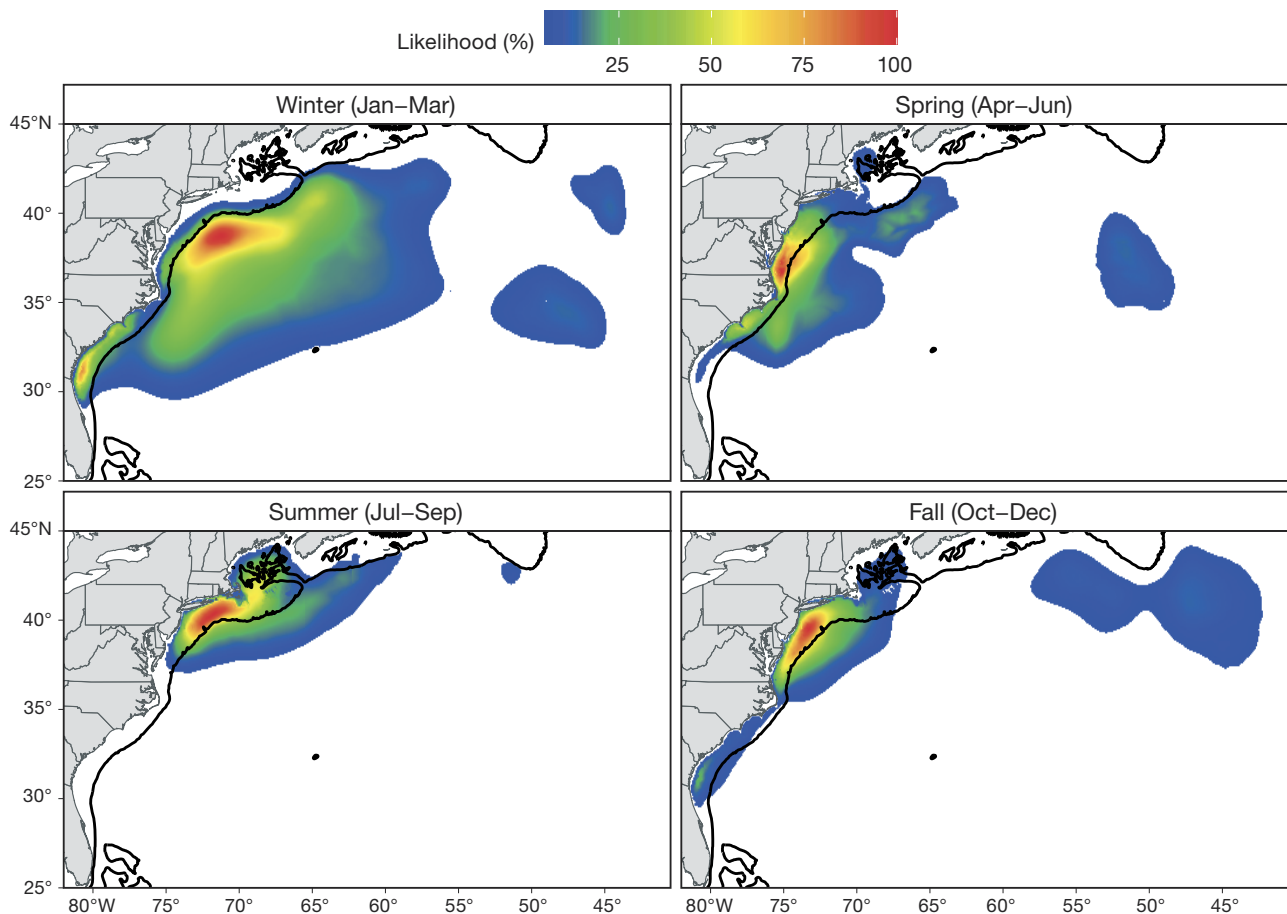 Likelihood (%)
25 50 75 100
Winter (Jan–Mar)
Spring (Apr–Jun)
45°N
40°
35°
30°
25°
Summer (Jul–Sep)
Fall (Oct–Dec)
45°N
40°
35°
30°
25°
80°W 75° 70° 65° 60° 55° 50° 45°
80°W 75° 70° 65° 60° 55° 50° 45°